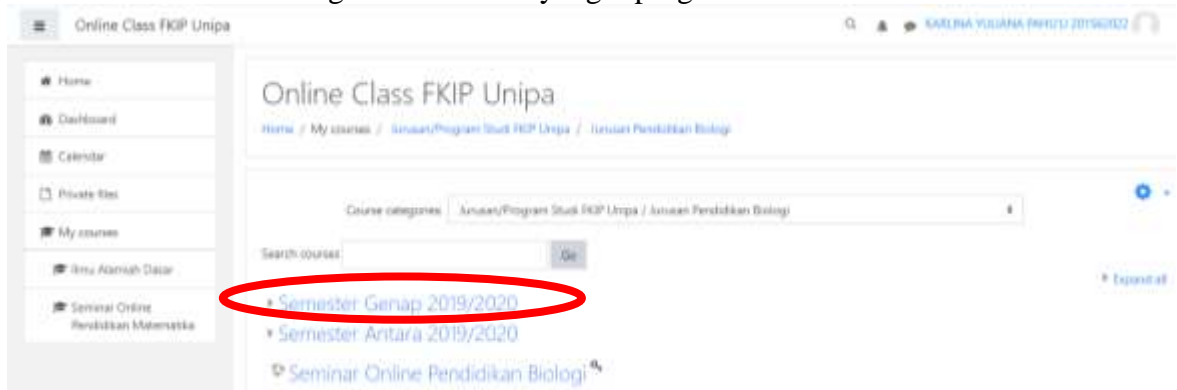 Online Class FKIP Unipa
KARLINA YULIANA PAHIZU
Home
Dashboard
Calendar
Private files
My courses
Ilmu Alamiah Dasar
Seminar Online
Pendidikan Matematika
Online Class FKIP Unipa
Home / My courses / Jurusan/Program Studi FKIP Unipa / Jurusan Pendidikan Biologi
Course categories: Jurusan/Program Studi FKIP Unipa / Jurusan Pendidikan Biologi
Search courses Go
Expand all
Semester Genap 2019/2020
Semester Antara 2019/2020
Seminar Online Pendidikan Biologi